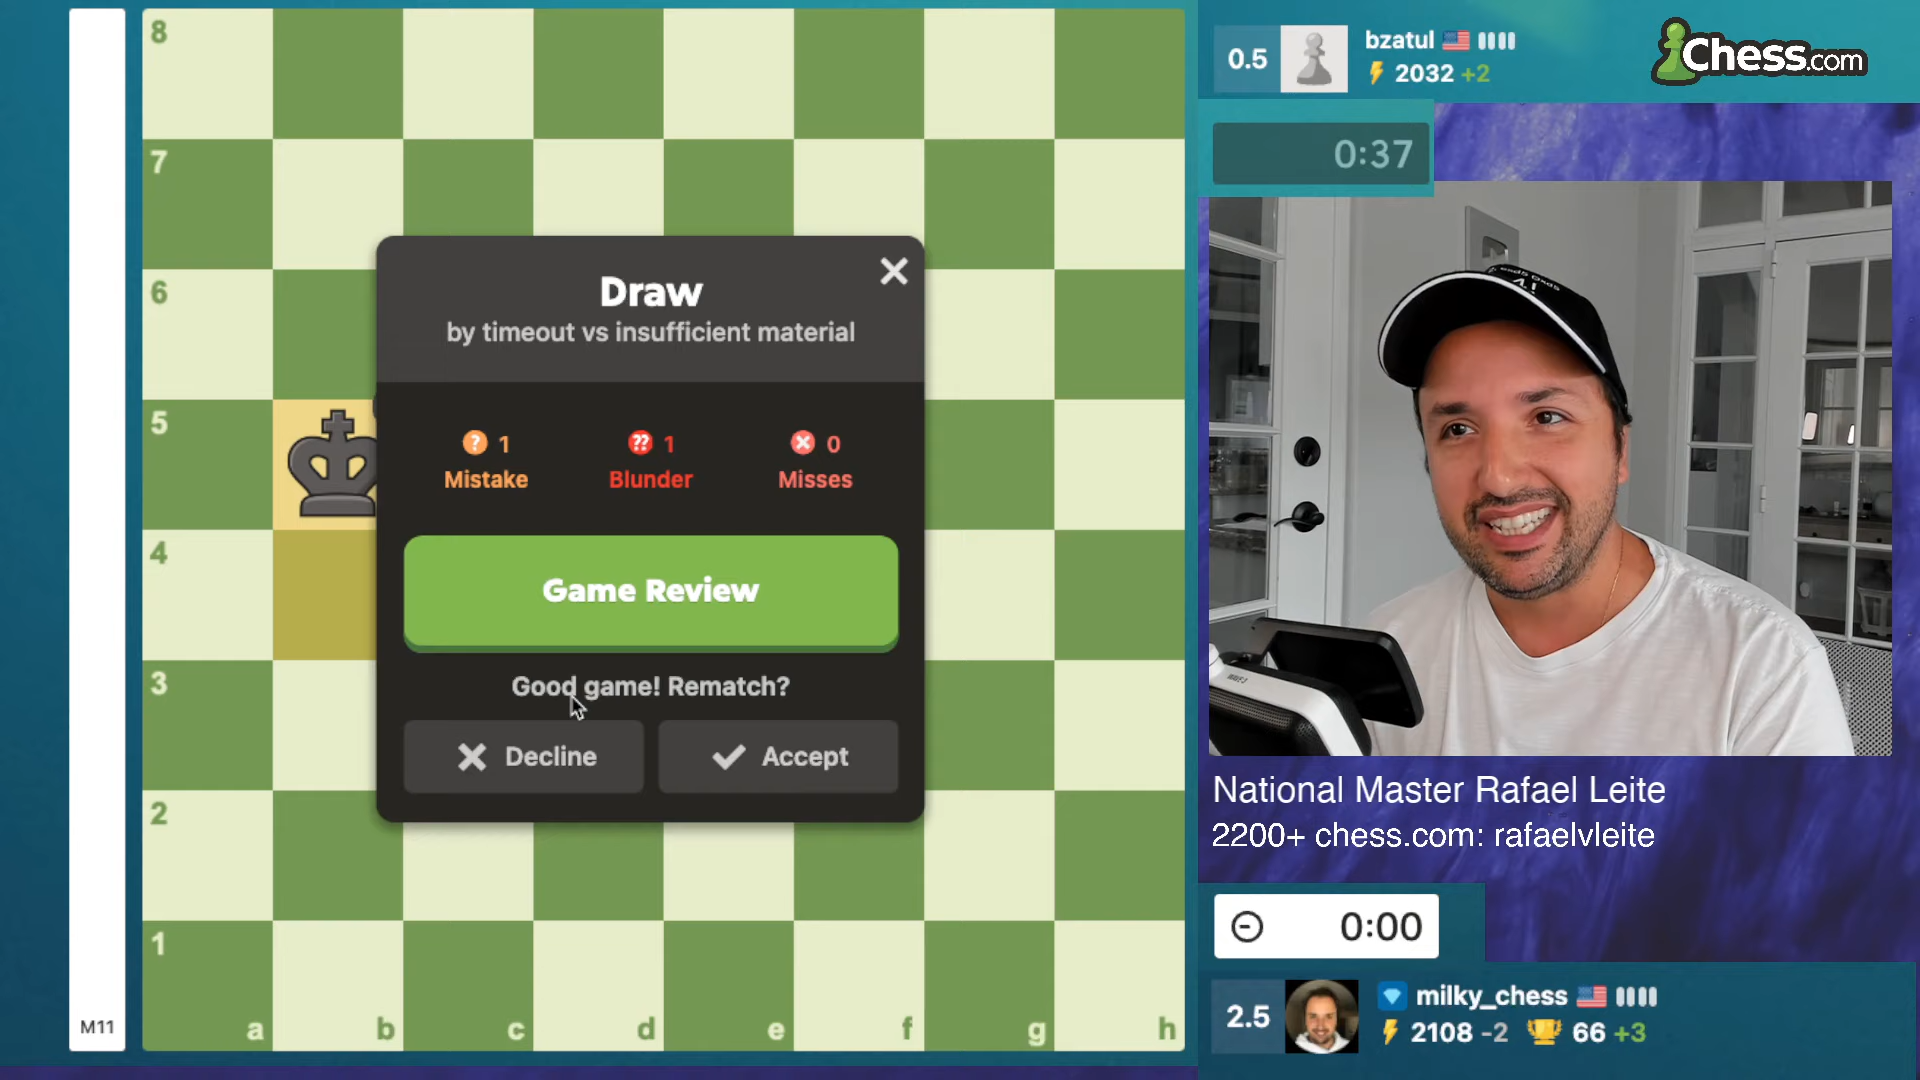 8
7
6
5
4
3
2
1
a
b
c
d
e
f
g
h
M11
Draw
by timeout vs insufficient material
? 1
Mistake
?? 1
Blunder
0
Misses
Game Review
Good game! Rematch?
Decline
Accept
0.5
bzatul
2032 +2
Chess.com
0:37
National Master Rafael Leite
2200+ chess.com: rafaelvleite
0:00
2.5
milky_chess
2108 -2 66 +3